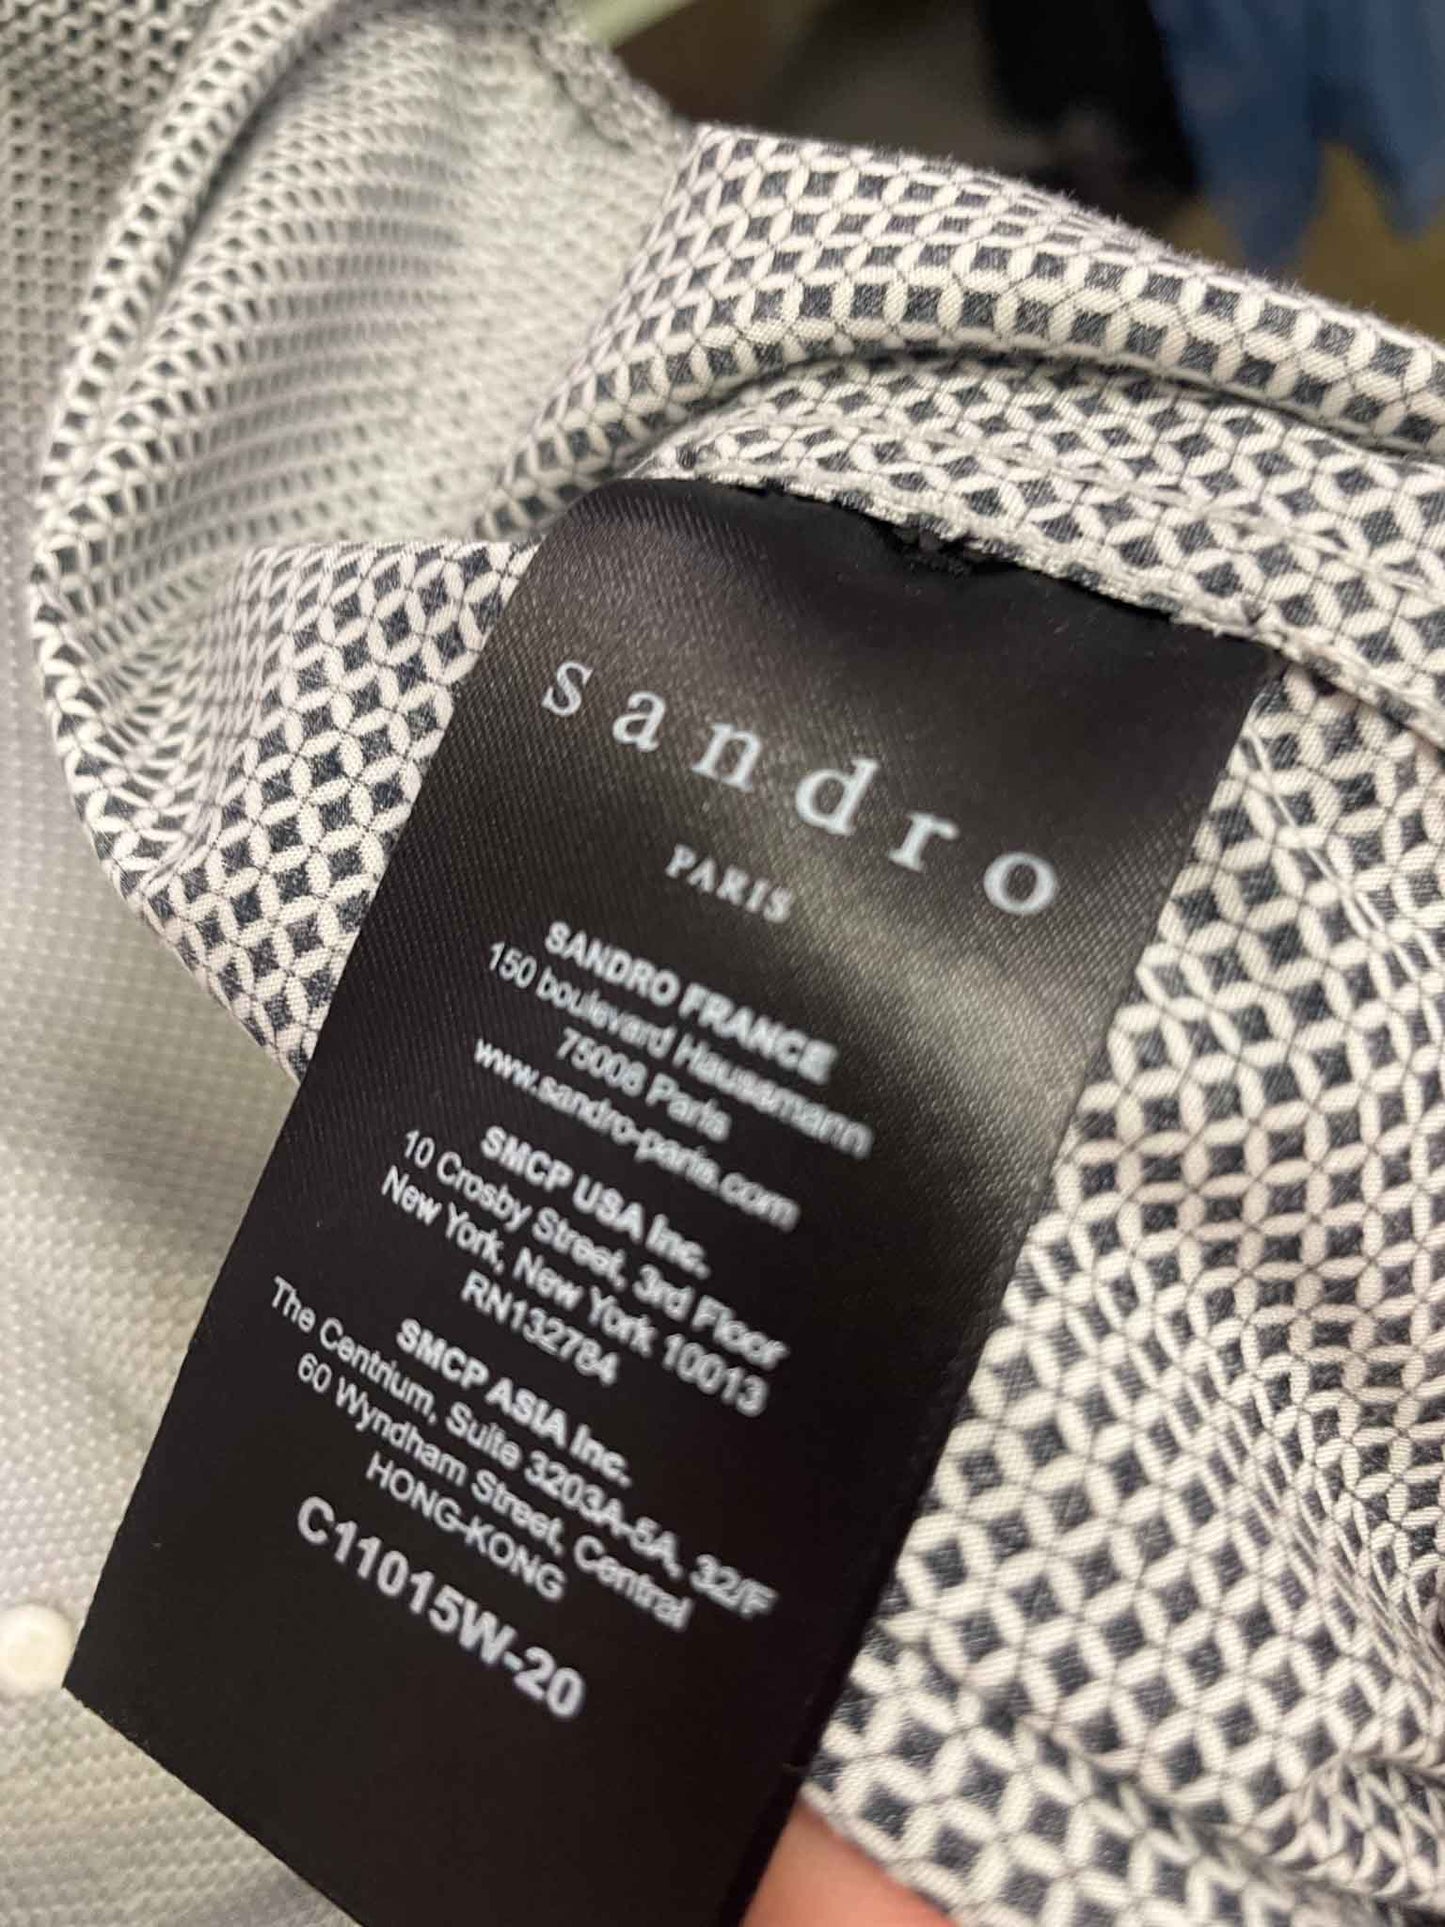 sandro
PARIS
SANDRO FRANCE
150 boulevard Haussmann
75008 Paris
www.sandro-paris.com
SMCP USA Inc.
10 Crosby Street, 3rd Floor
New York, New York 10013
RN132784
SMCP ASIA Inc.
The Centrium, Suite 3203A-5A, 32/F
60 Wyndham Street, Central
HONG-KONG
C11015W-20